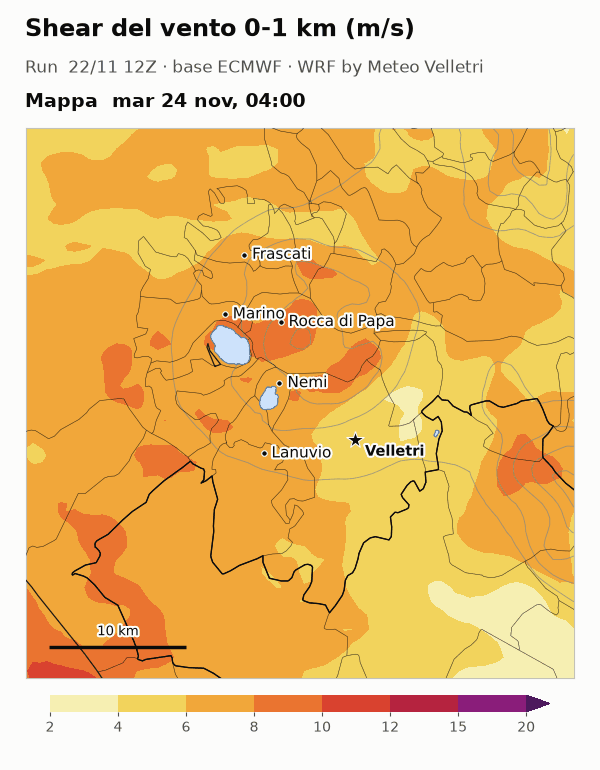 Shear del vento 0-1 km (m/s)
Run  22/11 12Z · base ECMWF · WRF by Meteo Velletri
Mappa  mar 24 nov, 04:00
Frascati
Marino
Rocca di Papa
Nemi
Velletri
Lanuvio
10 km
2 4 6 8 10 12 15 20